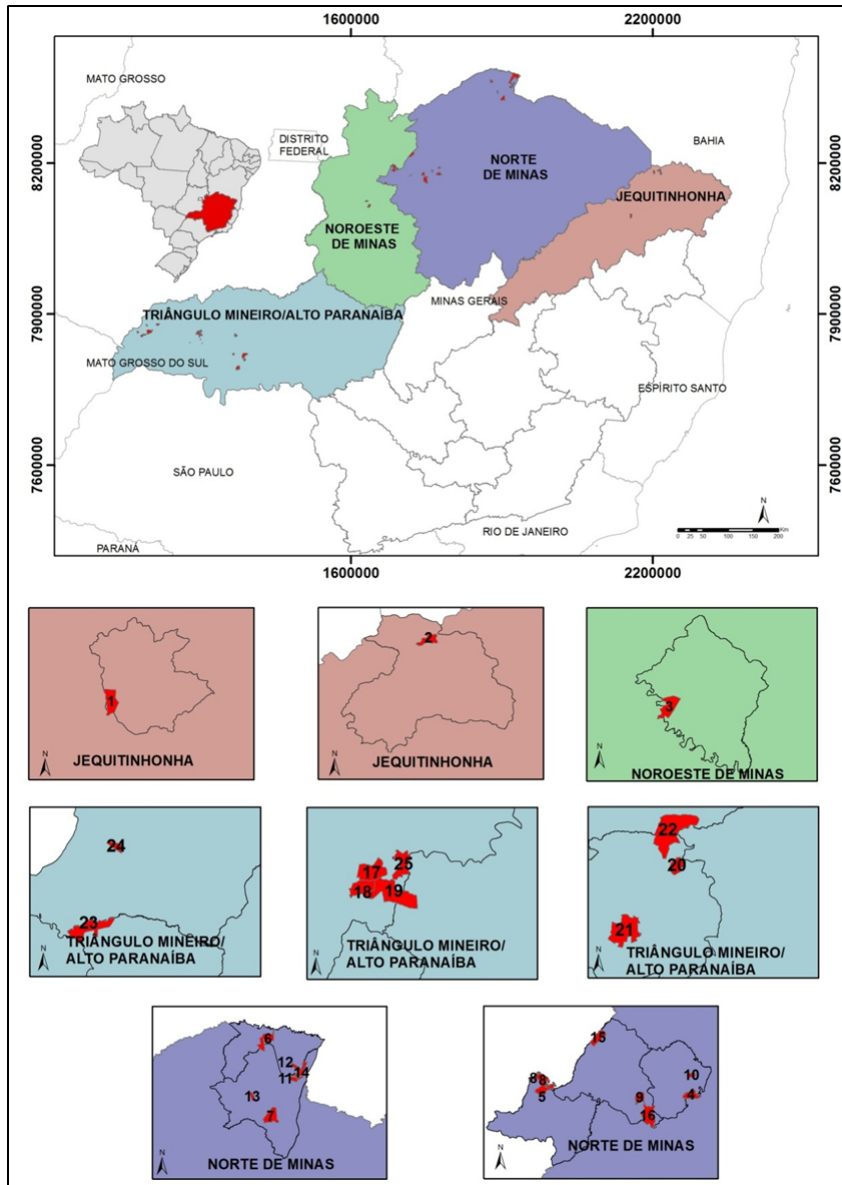 1600000
2200000
MATO GROSSO
DISTRITO
FEDERAL
BAHIA
8200000
8200000
NORTE
DE MINAS
JEQUITINHONHA
NOROESTE
DE MINAS
MINAS GERAIS
7900000
7900000
TRIÂNGULO MINEIRO/ALTO PARANAÍBA
MATO GROSSO DO SUL
ESPÍRITO SANTO
7600000
7600000
SÃO PAULO
RIO DE JANEIRO
PARANÁ
N
0 25 50 100 150 200
Km
1600000
2200000
1
N
JEQUITINHONHA
2
N
JEQUITINHONHA
3
N
NOROESTE DE MINAS
24
23
N
TRIÂNGULO MINEIRO/
ALTO PARANAÍBA
17
25
18
19
N
TRIÂNGULO MINEIRO/
ALTO PARANAÍBA
22
20
21
N
TRIÂNGULO MINEIRO/
ALTO PARANAÍBA
6
12
14
11
13
7
N
NORTE DE MINAS
15
8
8
5
10
9
4
16
N
NORTE DE MINAS